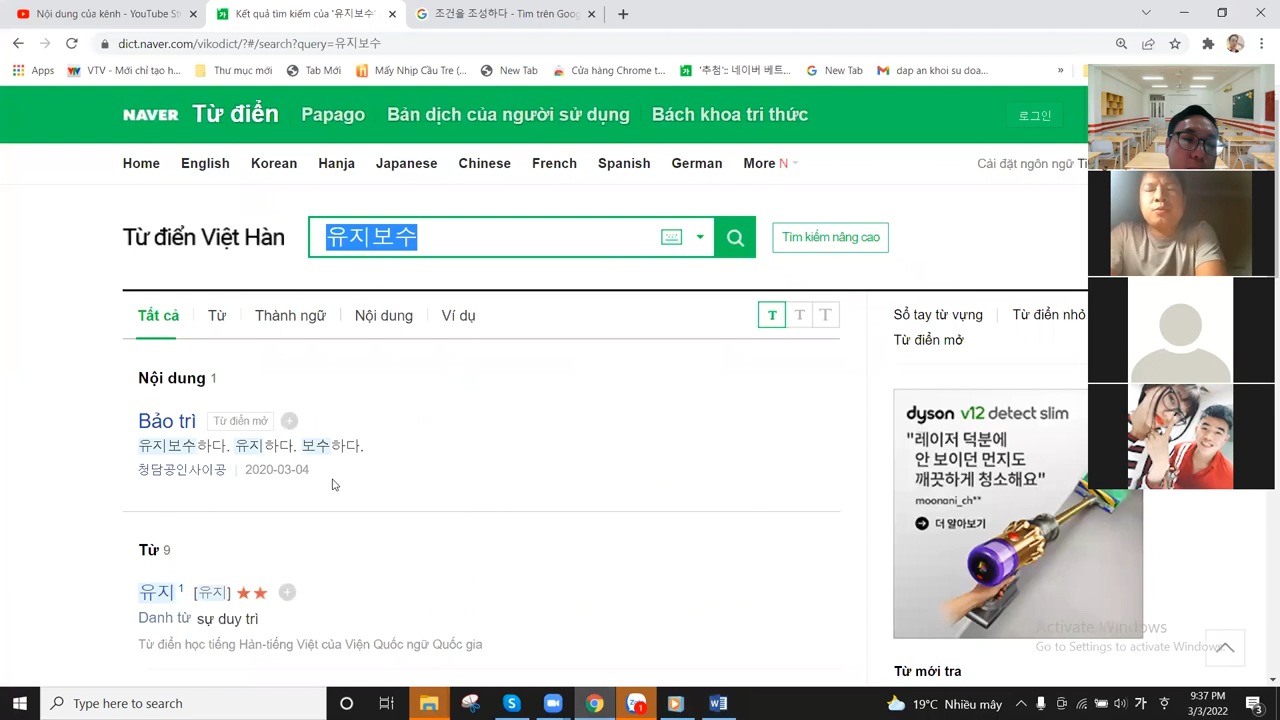 Nội dung của kênh - YouTube St
Kết quả tìm kiếm của '유지보수'
조건을 조성하다 - Tìm trên Goog
dict.naver.com/vikodict/?#/search?query=유지보수
Apps
VTV - Mới chỉ tạo h...
Thư mục mới
Tab Mới
Mấy Nhịp Cầu Tre (...
New Tab
Cửa hàng Chrome t...
'추첨': 네이버 베트...
New Tab
dap an khoi su doa...
»
NAVER Từ điển
Papago
Bản dịch của người sử dụng
Bách khoa tri thức
로그인
Home
English
Korean
Hanja
Japanese
Chinese
French
Spanish
German
More N
Cài đặt ngôn ngữ Ti
Từ điển Việt Hàn
유지보수
Tìm kiếm nâng cao
Tất cả
Từ
Thành ngữ
Nội dung
Ví dụ
T T T
Sổ tay từ vựng
Từ điển nhỏ
Từ điển mở
Nội dung 1
Bảo trì Từ điển mở
유지보수하다. 유지하다. 보수하다.
청담공인사이공 | 2020-03-04
Từ 9
유지 1 [유지] ★★
Danh từ sự duy trì
Từ điển học tiếng Hàn-tiếng Việt của Viện Quốc ngữ Quốc gia
dyson v12 detect slim
"레이저 덕분에
안 보이던 먼지도
깨끗하게 청소해요"
moonani_ch**
더 알아보기
Activate Windows
Go to Settings to activate Windows.
Từ mới tra
Type here to search
1
19°C Nhiều mây
가
9:37 PM
3/3/2022
3